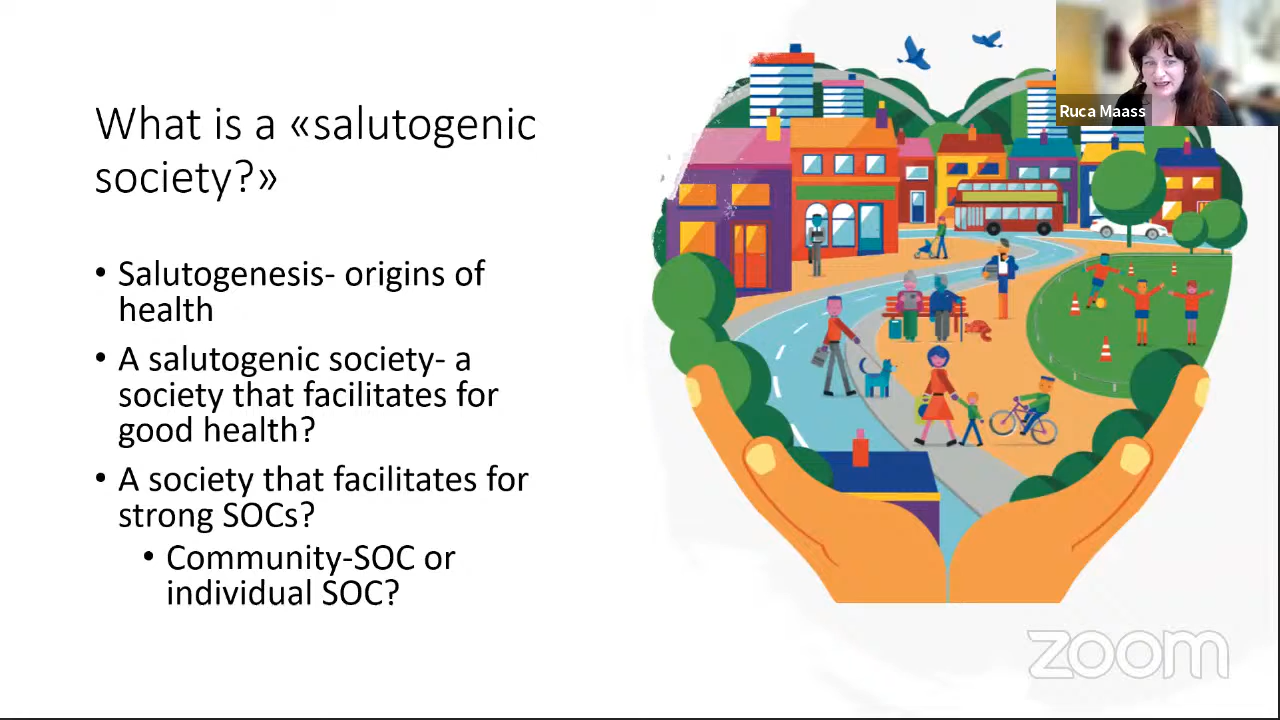 What is a «salutogenic
society?»
• Salutogenesis- origins of
health
• A salutogenic society- a
society that facilitates for
good health?
• A society that facilitates for
strong SOCs?
• Community-SOC or
individual SOC?
Ruca Maass
zoom